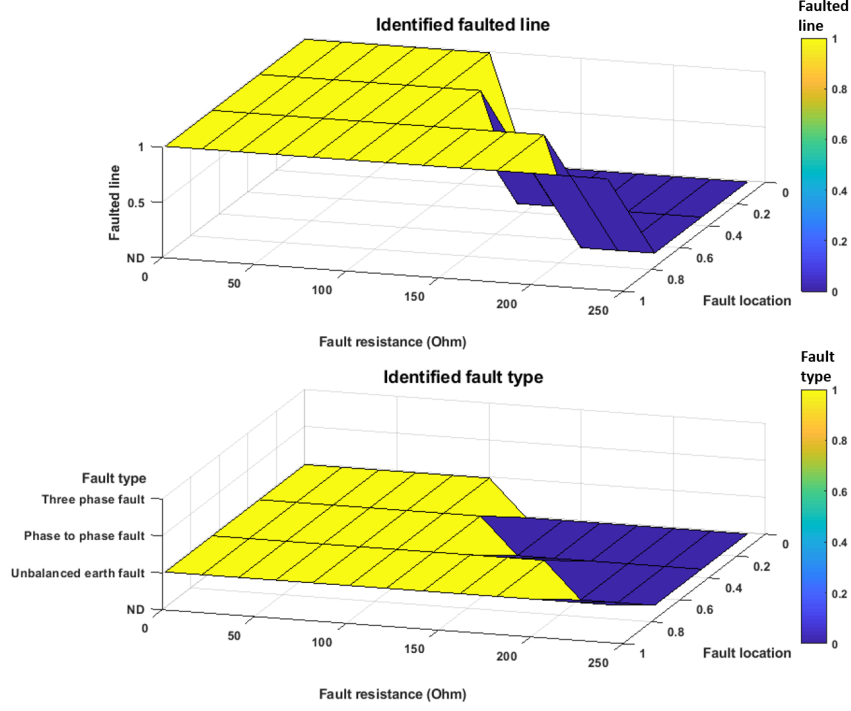 Identified faulted line
Faulted
line
1
0.8
0.6
0.4
0.2
0
Faulted line
1
0.5
ND
0
50
100
150
200
250
Fault resistance (Ohm)
0
0.2
0.4
0.6
0.8
1
Fault location
Identified fault type
Fault
type
1
0.8
0.6
0.4
0.2
0
Fault type
Three phase fault
Phase to phase fault
Unbalanced earth fault
ND
0
50
100
150
200
250
Fault resistance (Ohm)
0
0.2
0.4
0.6
0.8
1
Fault location